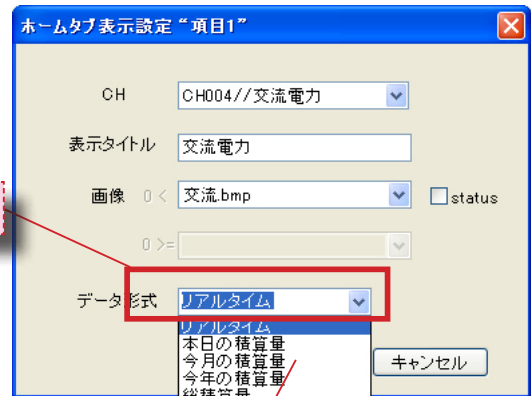 ホームタブ表示設定 “項目1”
CH CH004//交流電力
表示タイトル 交流電力
画像 0 < 交流.bmp status
0 >=
データ形式 リアルタイム
リアルタイム
本日の積算量
今月の積算量
今年の積算量
総積算量
キャンセル